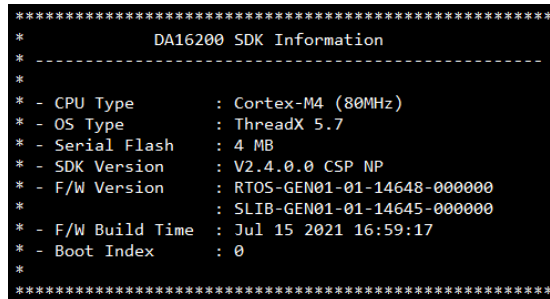 ******************************************************
* DA16200 SDK Information
* ---------------------------------------------------
*
* - CPU Type : Cortex-M4 (80MHz)
* - OS Type : ThreadX 5.7
* - Serial Flash : 4 MB
* - SDK Version : V2.4.0.0 CSP NP
* - F/W Version : RTOS-GEN01-01-14648-000000
* : SLIB-GEN01-01-14645-000000
* - F/W Build Time : Jul 15 2021 16:59:17
* - Boot Index : 0
*
******************************************************